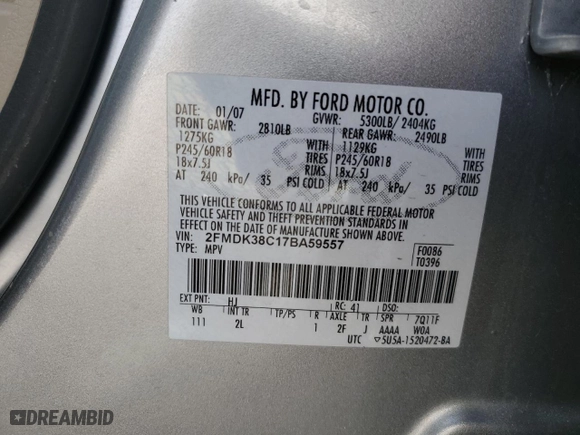 MFD. BY FORD MOTOR CO.
DATE: 01/07 GVWR: 5300LB/ 2404KG
FRONT GAWR: 2810LB REAR GAWR: 2490LB
1275KG 1129KG
P245/60R18 TIRES P245/60R18 TIRES
18x7.5J RIMS 18x7.5J RIMS
AT 240 kPa/ 35 PSI COLD AT 240 kPa/ 35 PSI COLD
THIS VEHICLE CONFORMS TO ALL APPLICABLE FEDERAL MOTOR
VEHICLE SAFETY AND THEFT PREVENTION STANDARDS IN
EFFECT ON THE DATE OF MANUFACTURE SHOWN ABOVE.
VIN: 2FMDK38C17BA59557 F0086
TYPE: MPV T0396
EXT PNT: HJ RC: 41 DSO:
WB INT TR TP/PS R AXLE TR SPR 7Q11F
111 2L 1 2F J AAAA W0A
UTC ▽5U5A-1520472-BA
DREAMBID